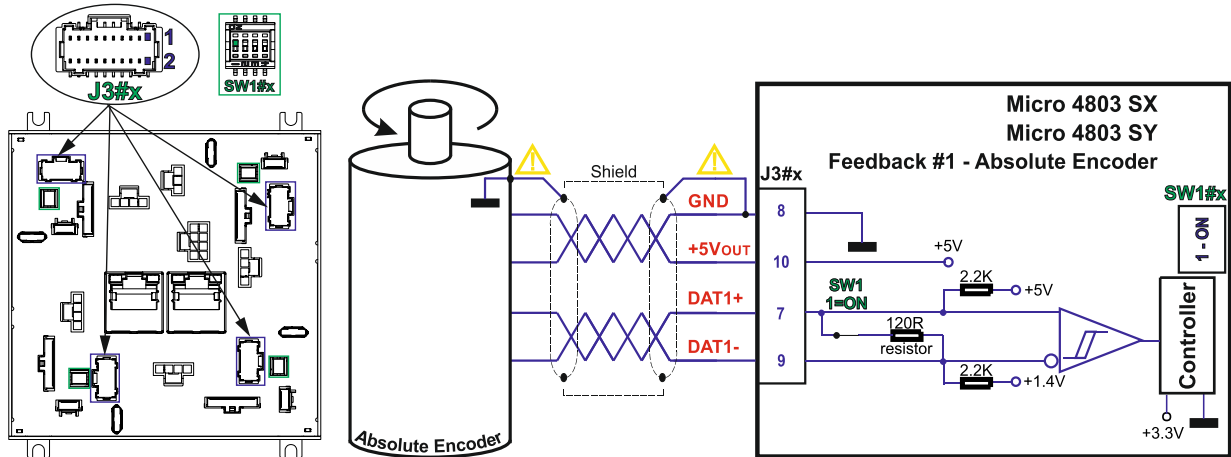 1
2
J3#x
SW1#x
Absolute Encoder
Shield
GND
+5VOUT
DAT1+
DAT1-
J3#x
8
10
7
9
Micro 4803 SX
Micro 4803 SY
Feedback #1 - Absolute Encoder
SW1#x
1 - ON
+5V
2.2K
+5V
SW1
1=ON
120R
resistor
2.2K
+1.4V
Controller
+3.3V